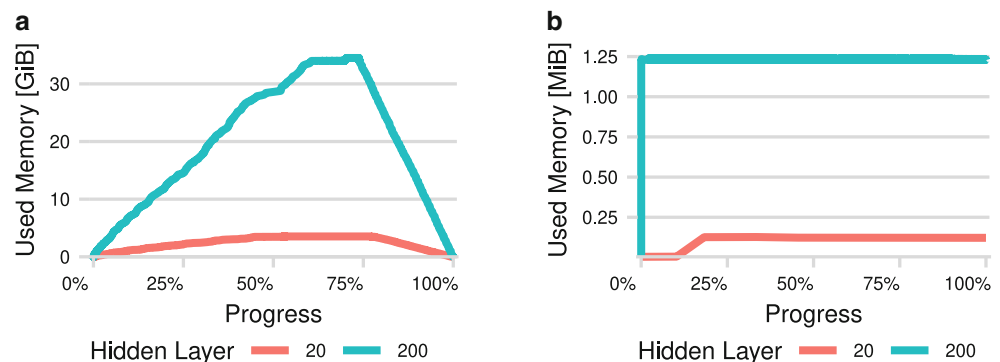 a
Used Memory [GiB]
30
20
10
0
0% 25% 50% 75% 100%
Progress
Hidden Layer 20 200
b
Used Memory [MiB]
1.25
1.00
0.75
0.50
0.25
0% 25% 50% 75% 100%
Progress
Hidden Layer 20 200